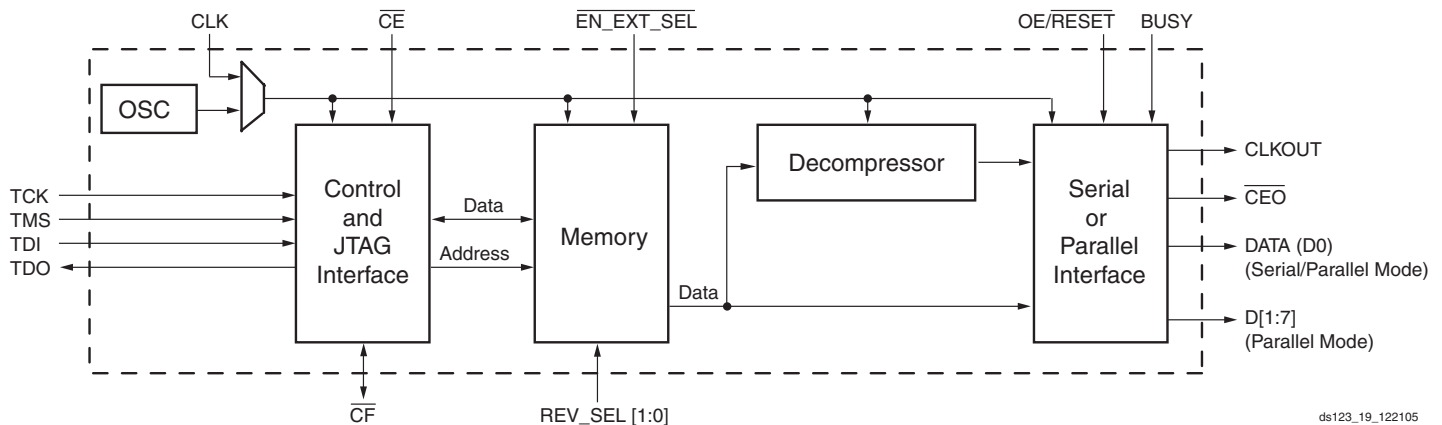 CLK
CE
EN_EXT_SEL
OE/RESET
BUSY
OSC
Control
and
JTAG
Interface
Memory
Decompressor
Serial
or
Parallel
Interface
TCK
TMS
TDI
TDO
Data
Address
Data
CLKOUT
CEO
DATA (D0)
(Serial/Parallel Mode)
D[1:7]
(Parallel Mode)
CF
REV_SEL [1:0]
ds123_19_122105